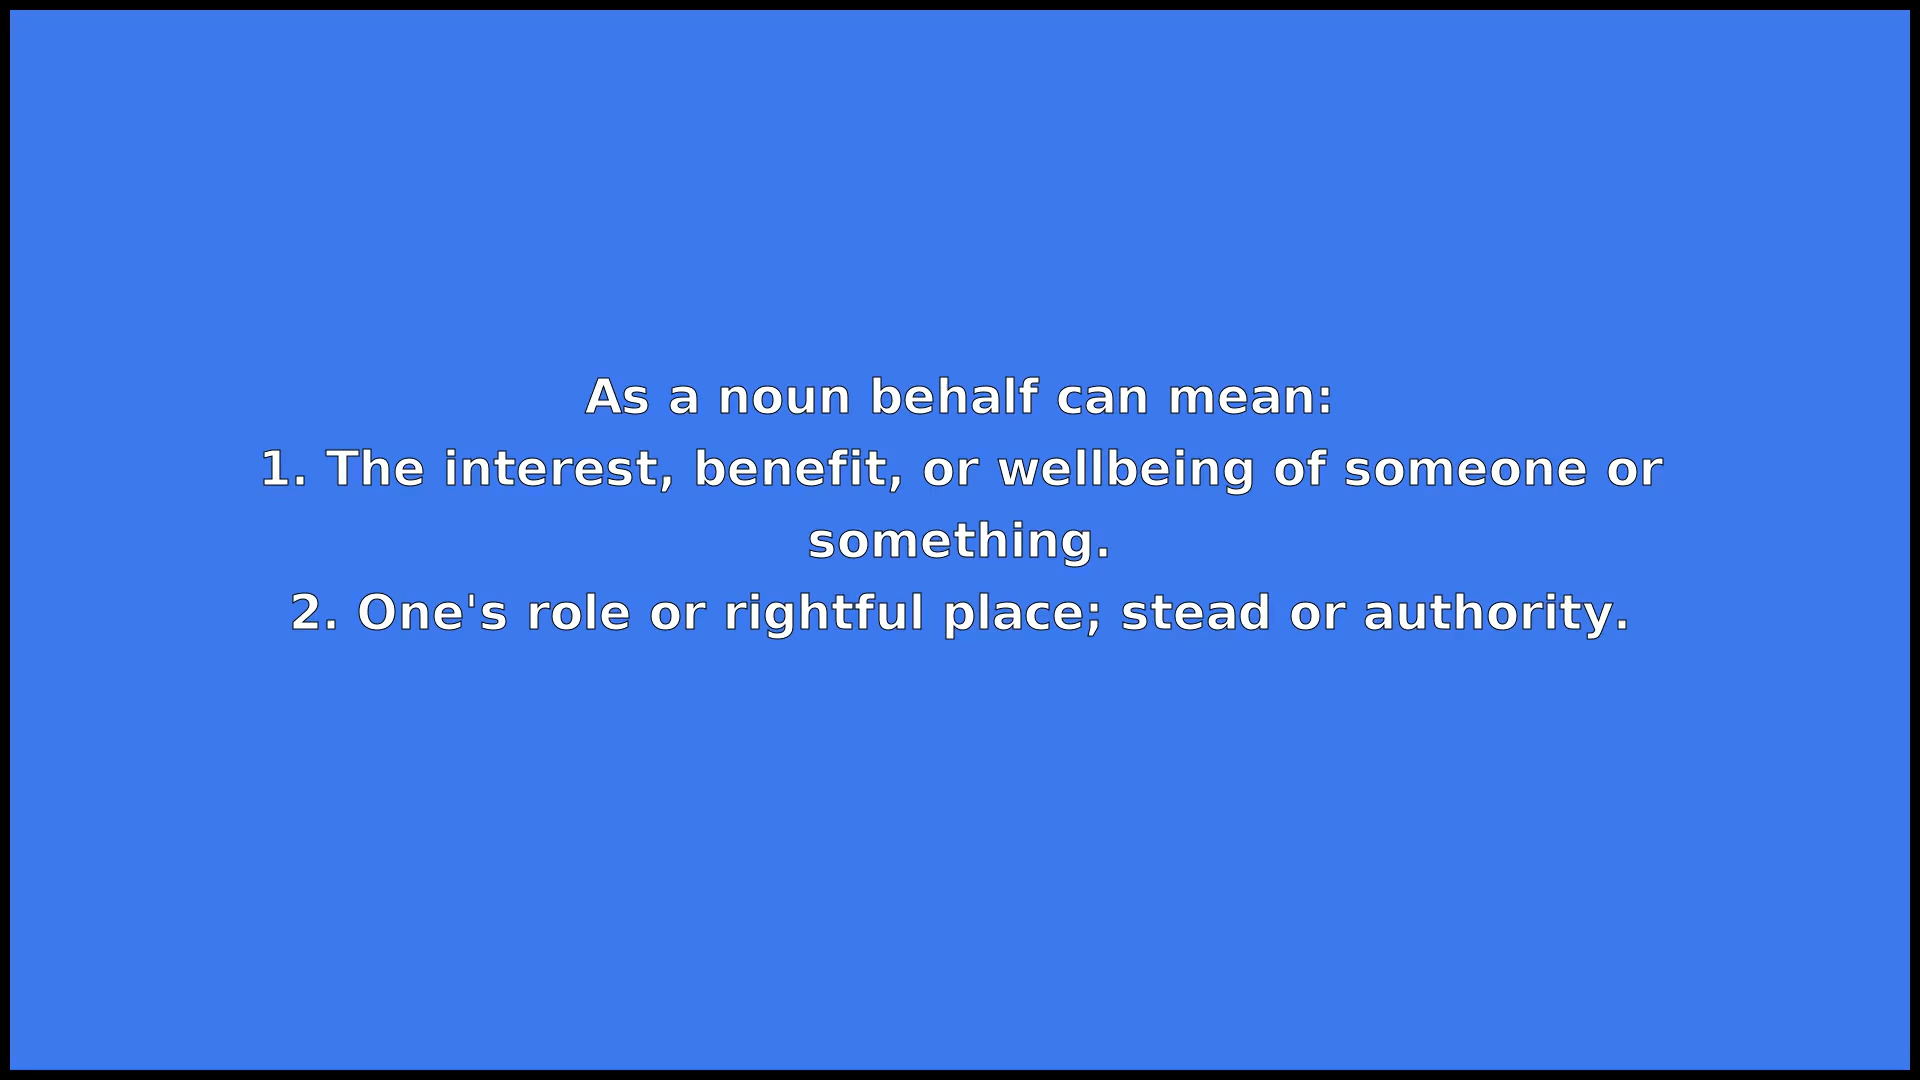 As a noun behalf can mean:
1. The interest, benefit, or wellbeing of someone or
something.
2. One's role or rightful place; stead or authority.